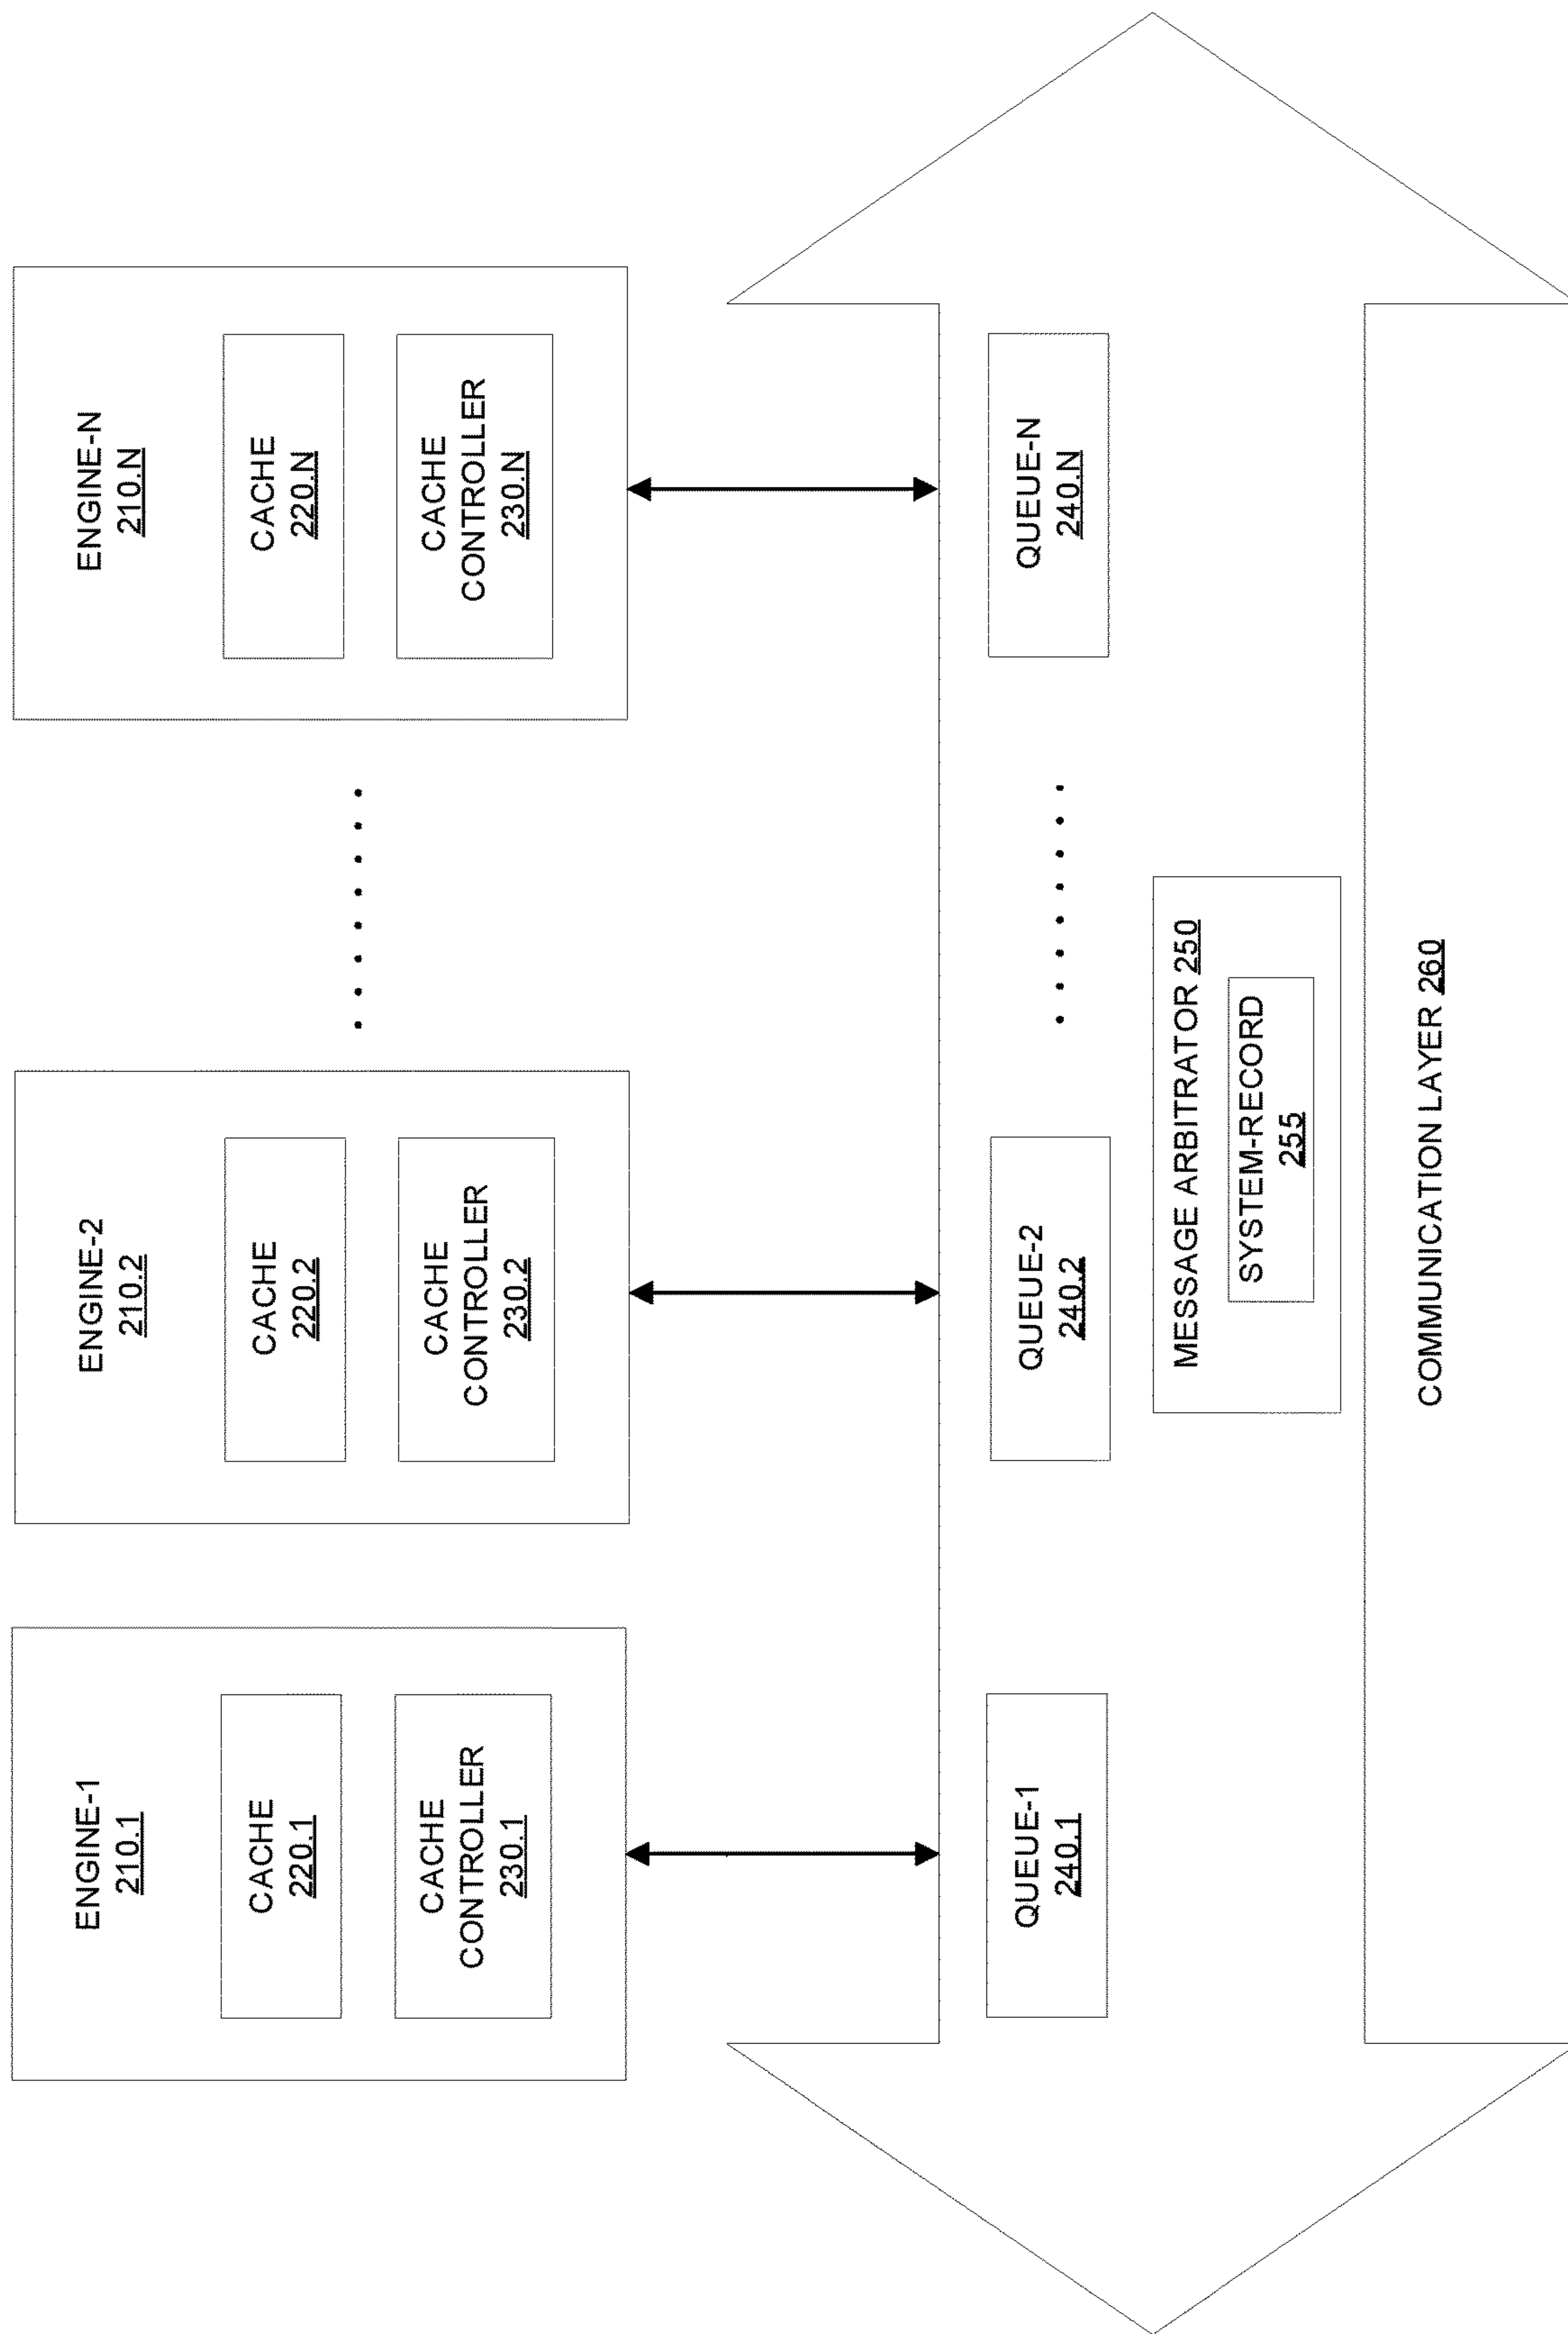 ENGINE-1
210.1
CACHE
220.1
CACHE
CONTROLLER
230.1
ENGINE-2
210.2
CACHE
220.2
CACHE
CONTROLLER
230.2
ENGINE-N
210.N
CACHE
220.N
CACHE
CONTROLLER
230.N
QUEUE-1
240.1
QUEUE-2
240.2
QUEUE-N
240.N
MESSAGE ARBITRATOR 250
SYSTEM-RECORD
255
COMMUNICATION LAYER 260